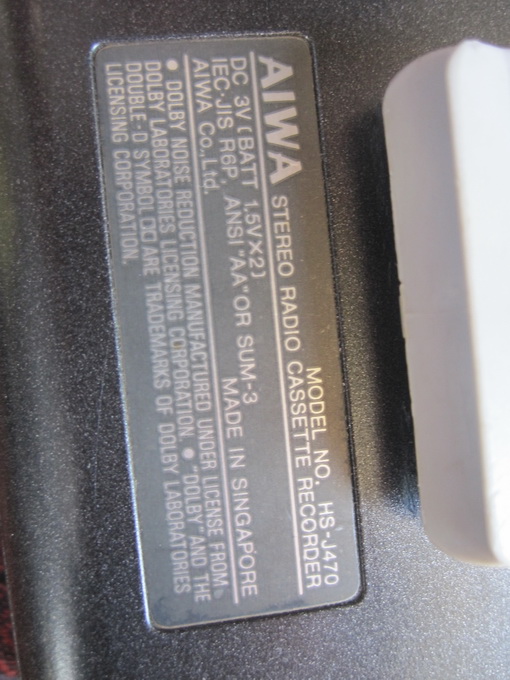 MODEL NO. HS-J470
AIWA STEREO RADIO CASSETTE RECORDER
DC 3V (BATT 1.5V×2)
IEC·JIS R6P, ANSI "AA" OR SUM-3
AIWA Co., Ltd. MADE IN SINGAPORE
● DOLBY NOISE REDUCTION MANUFACTURED UNDER LICENSE FROM
DOLBY LABORATORIES LICENSING CORPORATION. ● "DOLBY" AND THE
DOUBLE-D SYMBOL ARE TRADEMARKS OF DOLBY LABORATORIES
LICENSING CORPORATION.